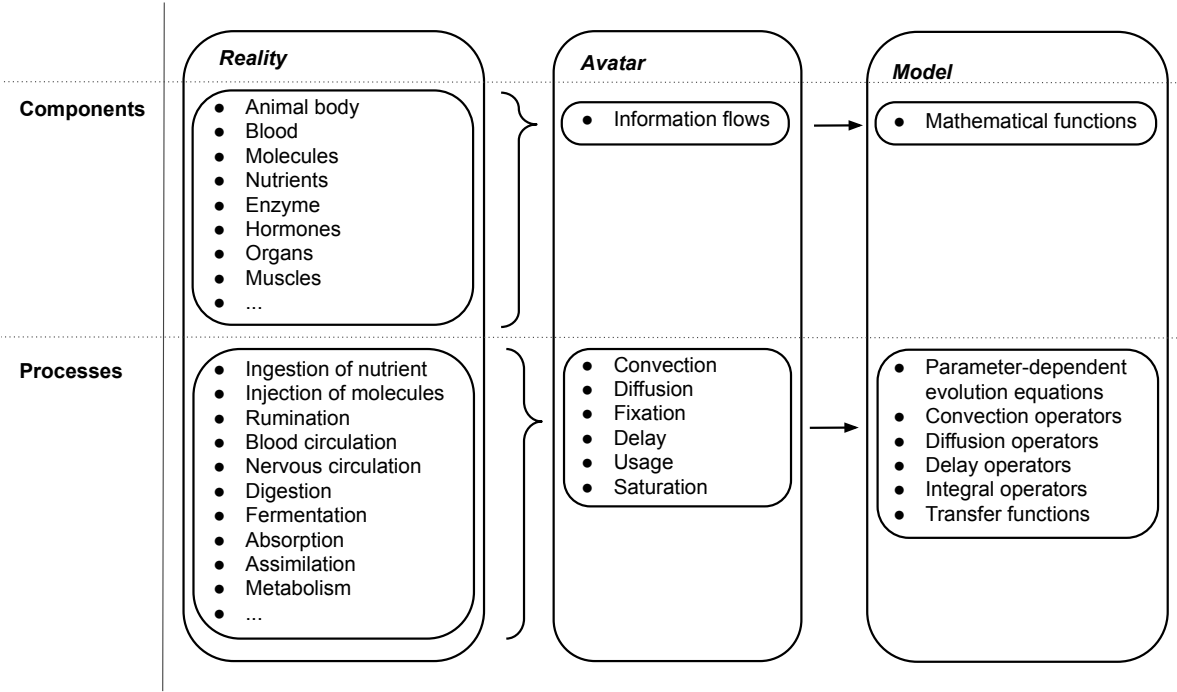 Reality
Avatar
Model
Components
● Animal body
● Blood
● Molecules
● Nutrients
● Enzyme
● Hormones
● Organs
● Muscles
● ...
● Information flows
● Mathematical functions
Processes
● Ingestion of nutrient
● Injection of molecules
● Rumination
● Blood circulation
● Nervous circulation
● Digestion
● Fermentation
● Absorption
● Assimilation
● Metabolism
● ...
● Convection
● Diffusion
● Fixation
● Delay
● Usage
● Saturation
● Parameter-dependent
evolution equations
● Convection operators
● Diffusion operators
● Delay operators
● Integral operators
● Transfer functions